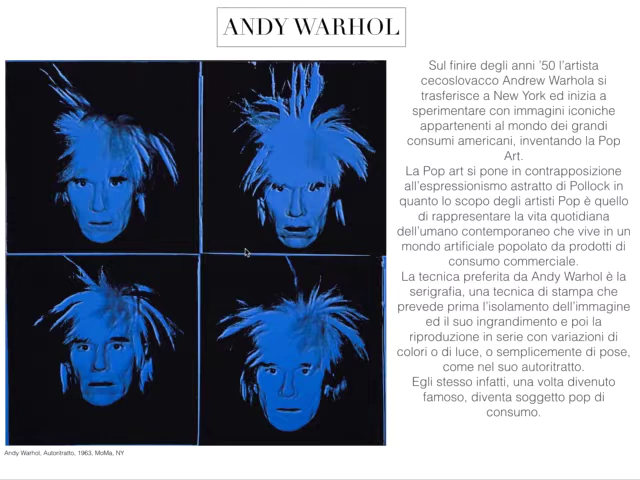 ANDY WARHOL
Sul finire degli anni '50 l'artista
cecoslovacco Andrew Warhola si
trasferisce a New York ed inizia a
sperimentare con immagini iconiche
appartenenti al mondo dei grandi
consumi americani, inventando la Pop
Art.
La Pop art si pone in contrapposizione
all'espressionismo astratto di Pollock in
quanto lo scopo degli artisti Pop è quello
di rappresentare la vita quotidiana
dell'umano contemporaneo che vive in un
mondo artificiale popolato da prodotti di
consumo commerciale.
La tecnica preferita da Andy Warhol è la
serigrafia, una tecnica di stampa che
prevede prima l'isolamento dell'immagine
ed il suo ingrandimento e poi la
riproduzione in serie con variazioni di
colori o di luce, o semplicemente di pose,
come nel suo autoritratto.
Egli stesso infatti, una volta divenuto
famoso, diventa soggetto pop di
consumo.
Andy Warhol, Autoritratto, 1963, MoMa, NY